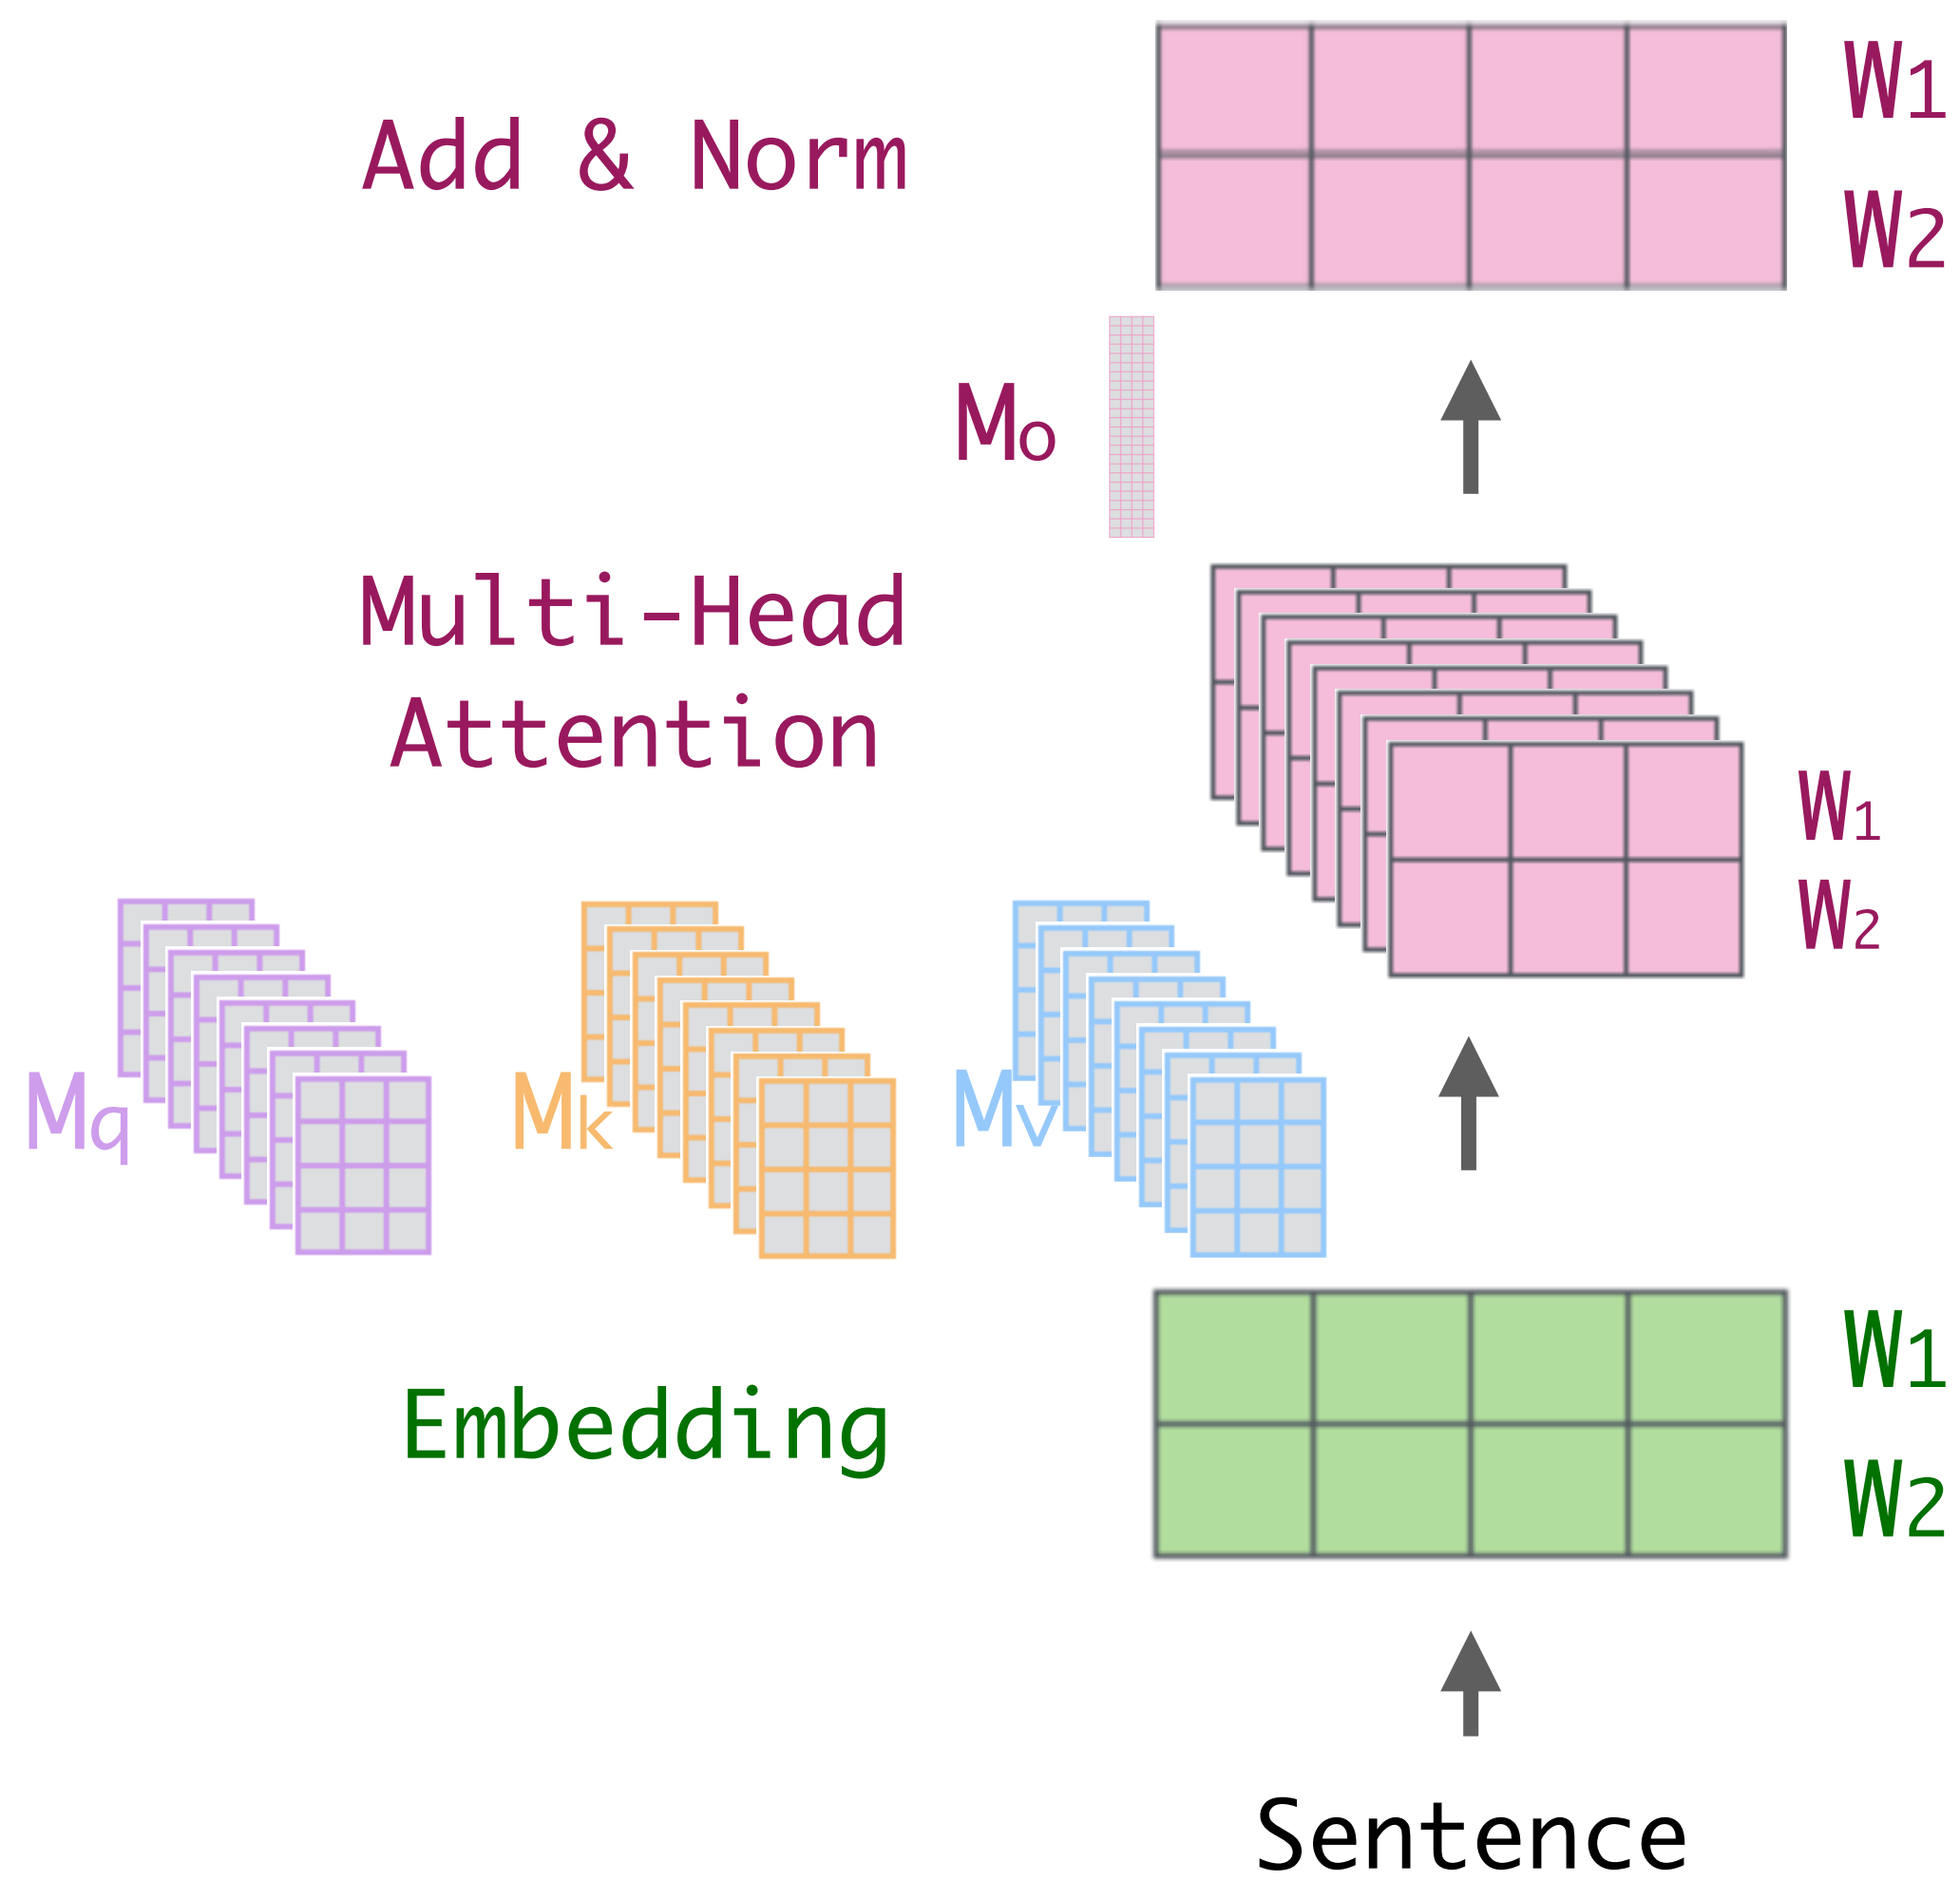 Add & Norm
W1
W2
Mo
Multi-Head
Attention
W1
W2
Mq
Mk
Mv
Embedding
W1
W2
Sentence